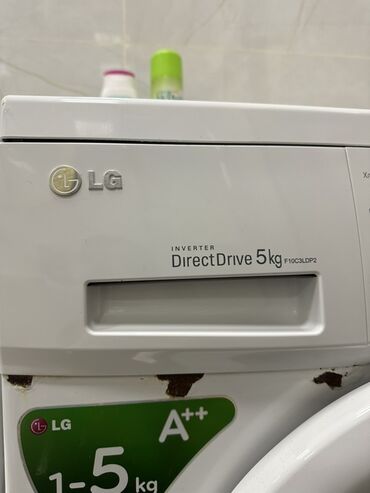 LG
INVERTER
DirectDrive 5kg F10C3LDP2
LG
A++
1-5 kg